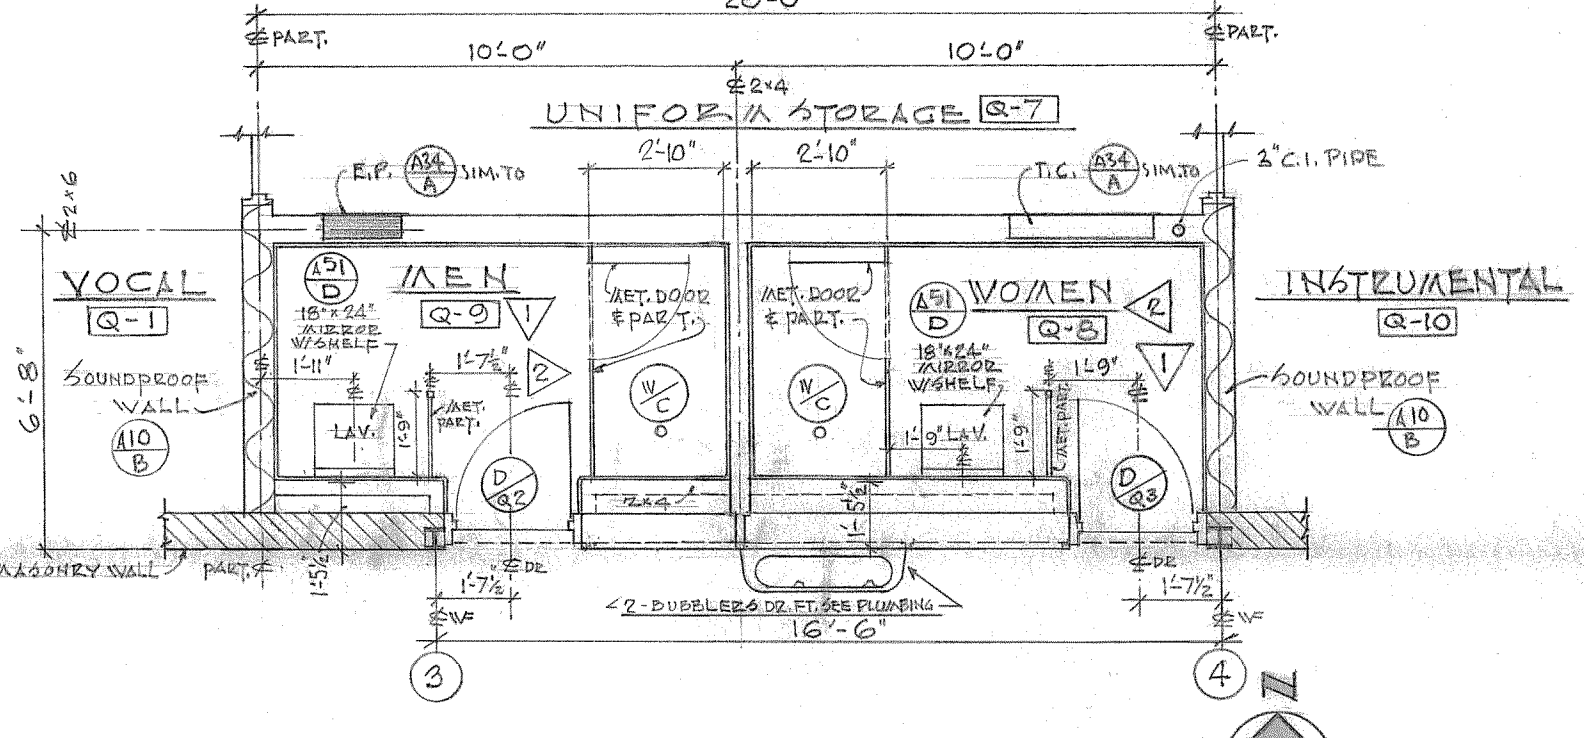 20'-0"
℄ PART.
℄ PART.
10'-0"
10'-0"
℄ 2×4
UNIFORM STORAGE Q-7
2'-10"
2'-10"
E.P. A34/A SIM. TO
T.C. A34/A SIM. TO
3" C.I. PIPE
℄ 2×6
VOCAL
Q-1
A51/D
MEN
Q-9
1
MET. DOOR
& PART.
MET. DOOR
& PART.
A51/D
WOMEN
Q-8
2
INSTRUMENTAL
Q-10
18"×24"
MIRROR
W/SHELF
1'-11"
1'-7½"
2
18"×24"
MIRROR
W/SHELF
1'-9"
1
6'-8"
SOUNDPROOF
WALL
A10/B
SOUNDPROOF
WALL
A10/B
LAV.
1'-9"
MET.
PART.
W/C
W/C
1'-9"
LAV.
1'-9"
MET. PART.
D/Q2
2×4
1'-5½"
D/Q3
MASONRY WALL
PART. ℄
1'-5½"
1'-7½"
℄ DR
℄ DR
1'-7½"
2-BUBBLERS DR. FT. SEE PLUMBING
℄ WF
16'-6"
℄ WF
3
4
N